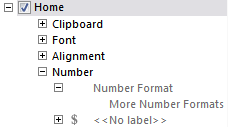 Home
Clipboard
Font
Alignment
Number
Number Format
More Number Formats
$ <<No label>>